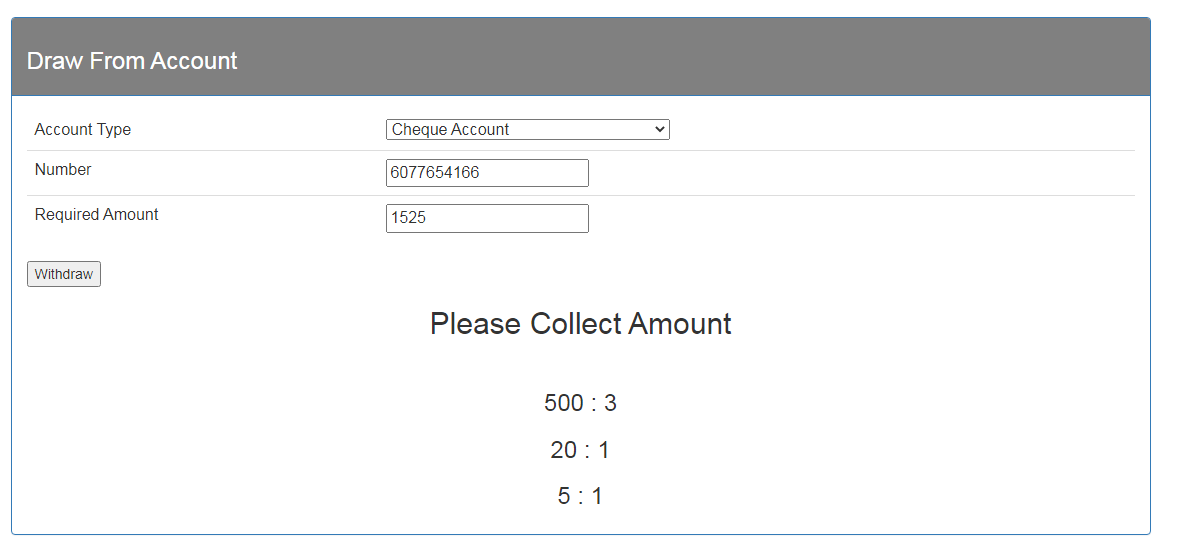 Draw From Account
Account Type Cheque Account
Number 6077654166
Required Amount 1525
Withdraw
Please Collect Amount
500 : 3
20 : 1
5 : 1